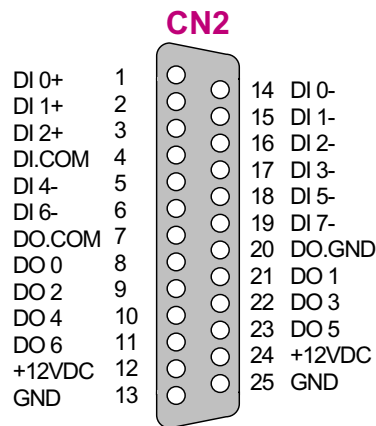 CN2
DI 0+ 1
DI 1+ 2
DI 2+ 3
DI.COM 4
DI 4- 5
DI 6- 6
DO.COM 7
DO 0 8
DO 2 9
DO 4 10
DO 6 11
+12VDC 12
GND 13
14 DI 0-
15 DI 1-
16 DI 2-
17 DI 3-
18 DI 5-
19 DI 7-
20 DO.GND
21 DO 1
22 DO 3
23 DO 5
24 +12VDC
25 GND